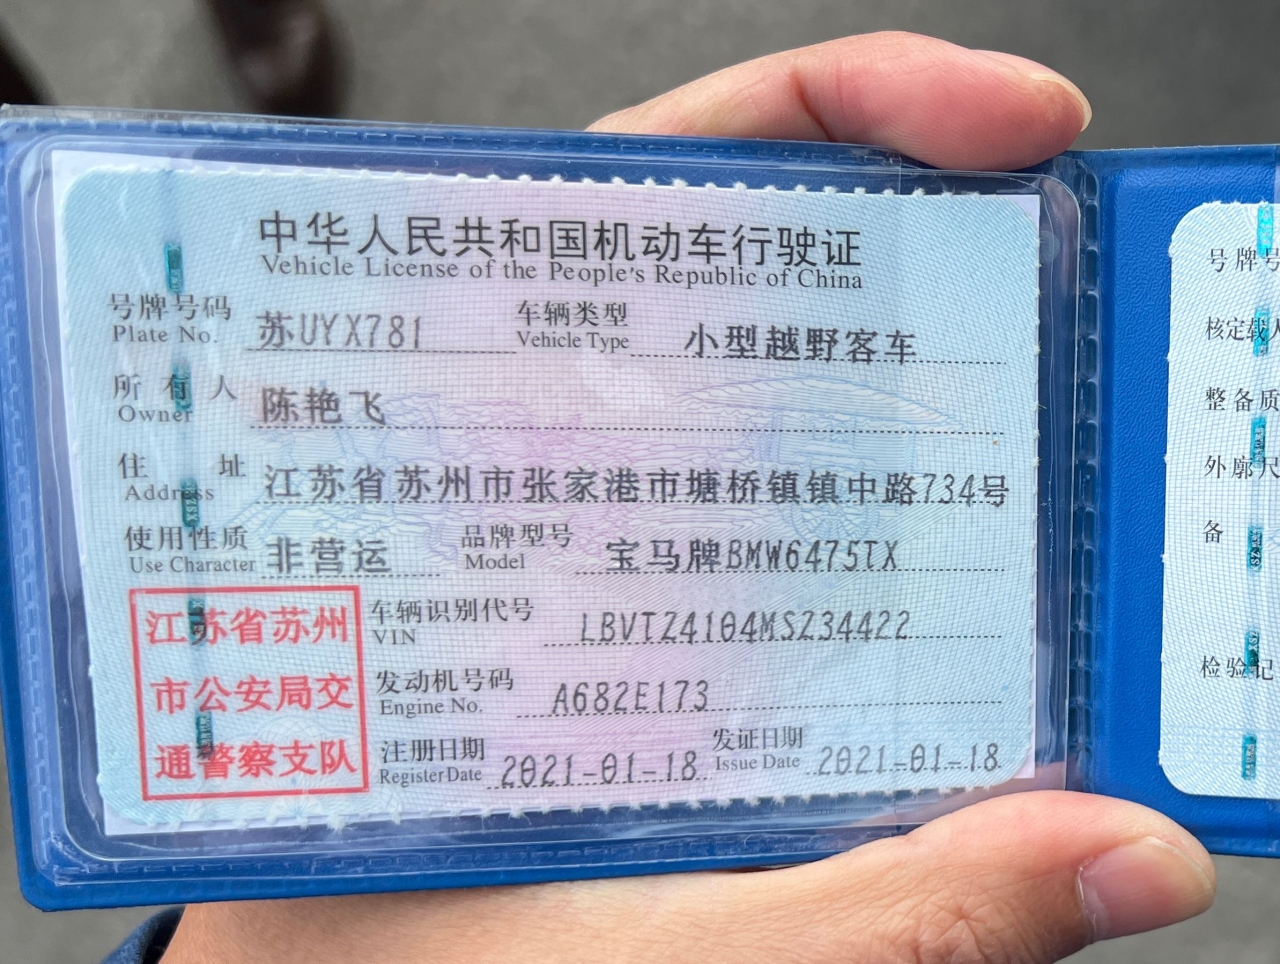 中华人民共和国机动车行驶证
Vehicle License of the People's Republic of China
号牌号码 苏UYX781 车辆类型 小型越野客车
Plate No. Vehicle Type
所有人 陈艳飞
Owner
住址 江苏省苏州市张家港市塘桥镇镇中路734号
Address
使用性质 非营运 品牌型号 宝马牌BMW6475TX
Use Character Model
江苏省苏州
市公安局交
通警察支队
车辆识别代号 LBVTZ4104MSZ34422
VIN
发动机号码 A682E173
Engine No.
注册日期 2021-01-18 发证日期 2021-01-18
Register Date Issue Date
号牌号
核定载人
整备质
外廓尺
备
检验记